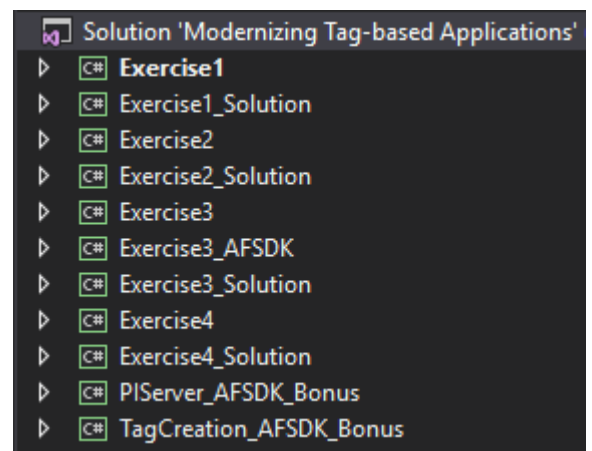 Solution 'Modernizing Tag-based Applications'
C# Exercise1
C# Exercise1_Solution
C# Exercise2
C# Exercise2_Solution
C# Exercise3
C# Exercise3_AFSDK
C# Exercise3_Solution
C# Exercise4
C# Exercise4_Solution
C# PIServer_AFSDK_Bonus
C# TagCreation_AFSDK_Bonus